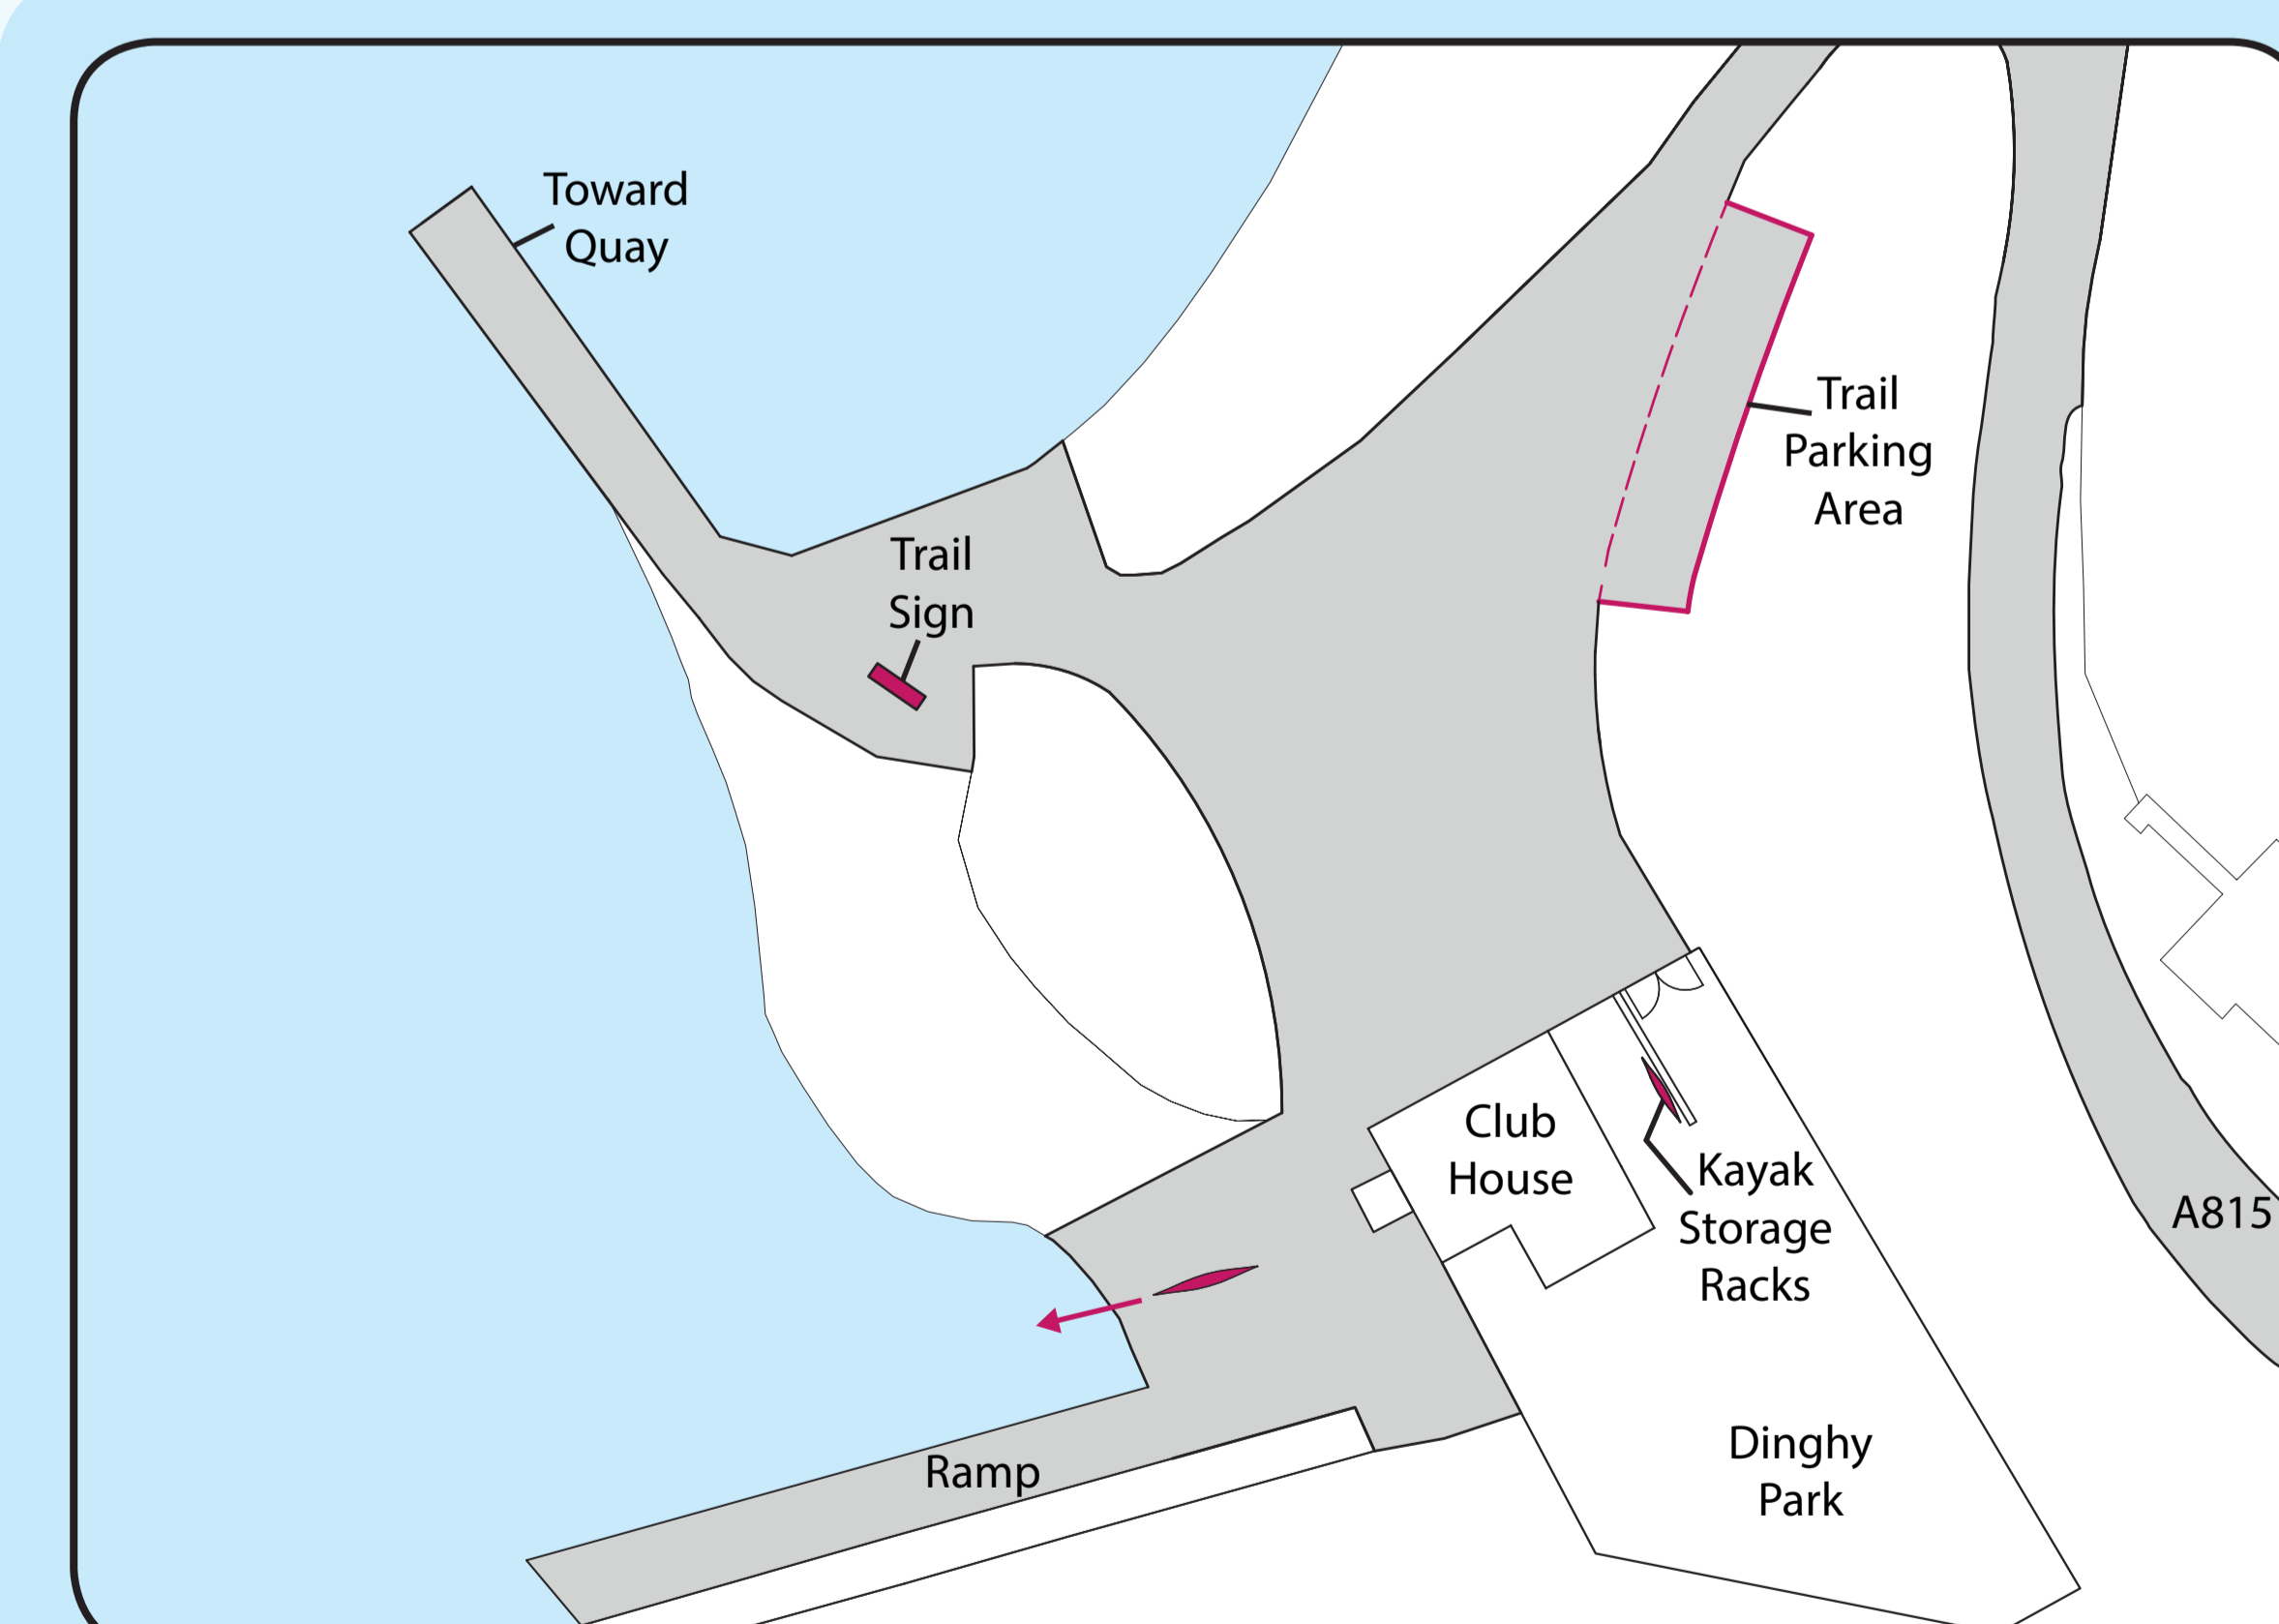 Toward
Quay
Trail
Parking
Area
Trail
Sign
Club
House
Kayak
Storage
Racks
A815
Dinghy
Park
Ramp